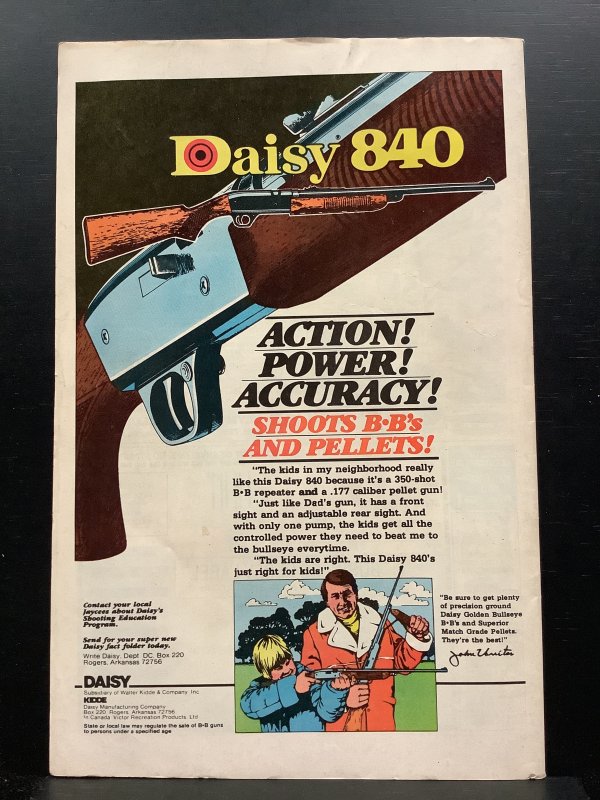 Daisy 840
ACTION!
POWER!
ACCURACY!
SHOOTS B•B's
AND PELLETS!
"The kids in my neighborhood really
like this Daisy 840 because it's a 350-shot
B•B repeater and a .177 caliber pellet gun!
"Just like Dad's gun, it has a front
sight and an adjustable rear sight. And
with only one pump, the kids get all the
controlled power they need to beat me to
the bullseye everytime.
"The kids are right. This Daisy 840's
just right for kids!"
"Be sure to get plenty
of precision ground
Daisy Golden Bullseye
B•B's and Superior
Match Grade Pellets.
They're the best!"
John Unitas
Contact your local
Jaycees about Daisy's
Shooting Education
Program.
Send for your super new
Daisy fact folder today.
Write Daisy, Dept. DC, Box 220
Rogers, Arkansas 72756
DAISY
Subsidiary of Walter Kidde & Company, Inc.
KIDDE
Daisy Manufacturing Company
Box 220, Rogers, Arkansas 72756
In Canada Victor Recreation Products, Ltd.
State or local law may regulate the sale of B•B guns
to persons under a specified age